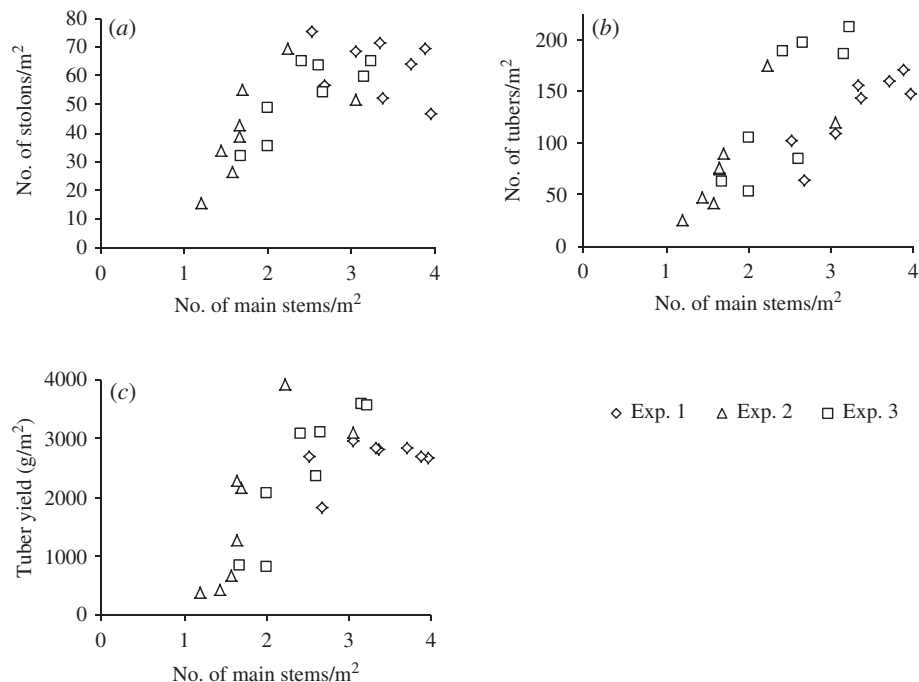 (a)
80
70
60
50
40
30
20
10
0
No. of stolons/m²
0 1 2 3 4
No. of main stems/m²
(b)
200
150
100
50
0
No. of tubers/m²
0 1 2 3 4
No. of main stems/m²
(c)
4000
3000
2000
1000
0
Tuber yield (g/m²)
0 1 2 3 4
No. of main stems/m²
Exp. 1 Exp. 2 Exp. 3